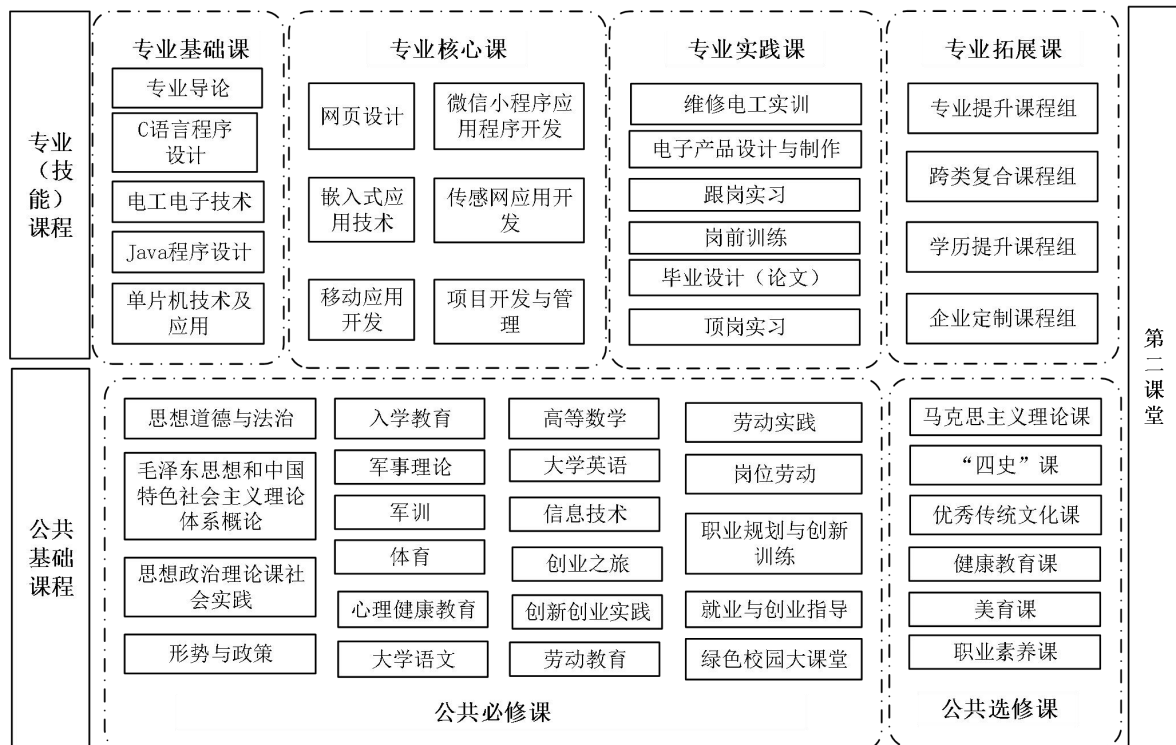 专业
（技
能）
课程
专业基础课
专业导论
C语言程序
设计
电工电子技术
Java程序设计
单片机技术及
应用
专业核心课
网页设计
微信小程序应
用程序开发
嵌入式应
用技术
传感网应用开
发
移动应用
开发
项目开发与管
理
专业实践课
维修电工实训
电子产品设计与制作
跟岗实习
岗前训练
毕业设计（论文）
顶岗实习
专业拓展课
专业提升课程组
跨类复合课程组
学历提升课程组
企业定制课程组
第
二
课
堂
公共
基础
课程
思想道德与法治
毛泽东思想和中国
特色社会主义理论
体系概论
思想政治理论课社
会实践
形势与政策
入学教育
军事理论
军训
体育
心理健康教育
大学语文
高等数学
大学英语
信息技术
创业之旅
创新创业实践
劳动教育
劳动实践
岗位劳动
职业规划与创新
训练
就业与创业指导
绿色校园大课堂
公共必修课
马克思主义理论课
“四史”课
优秀传统文化课
健康教育课
美育课
职业素养课
公共选修课